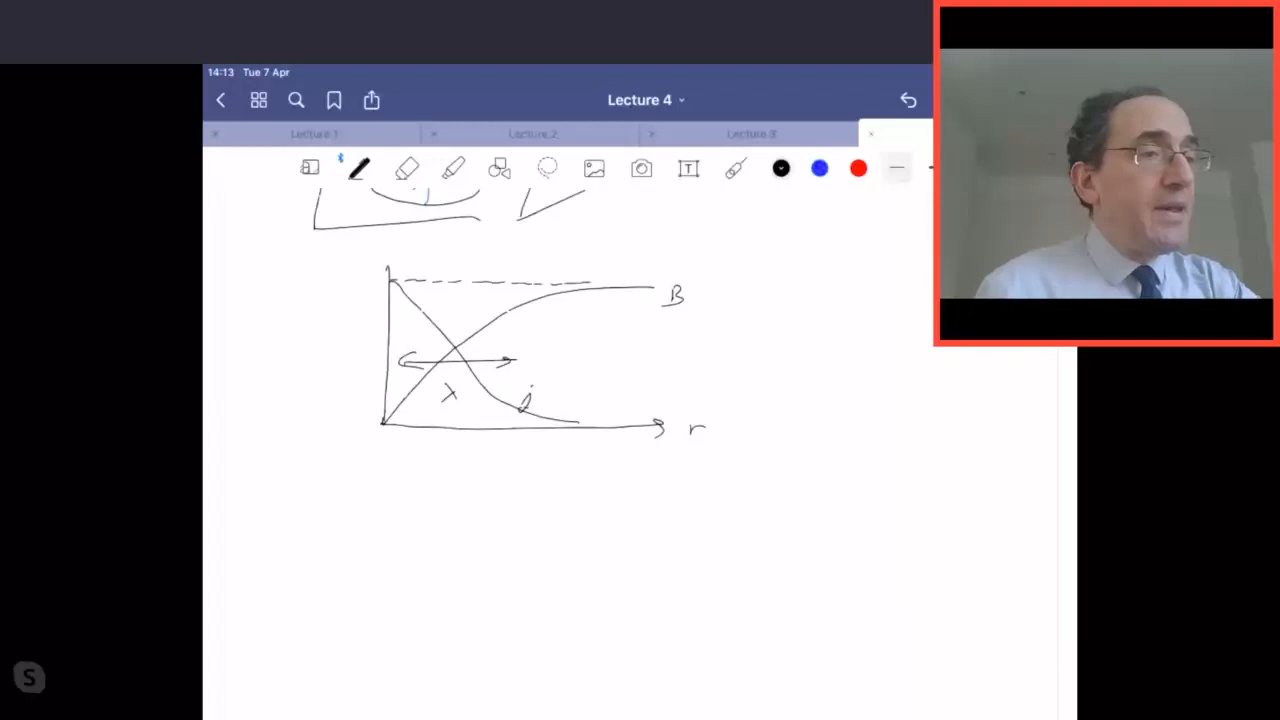 14:13 Tue 7 Apr
Lecture 4
Lecture 1
Lecture 2
Lecture 3
T
B
λ
j
r
S